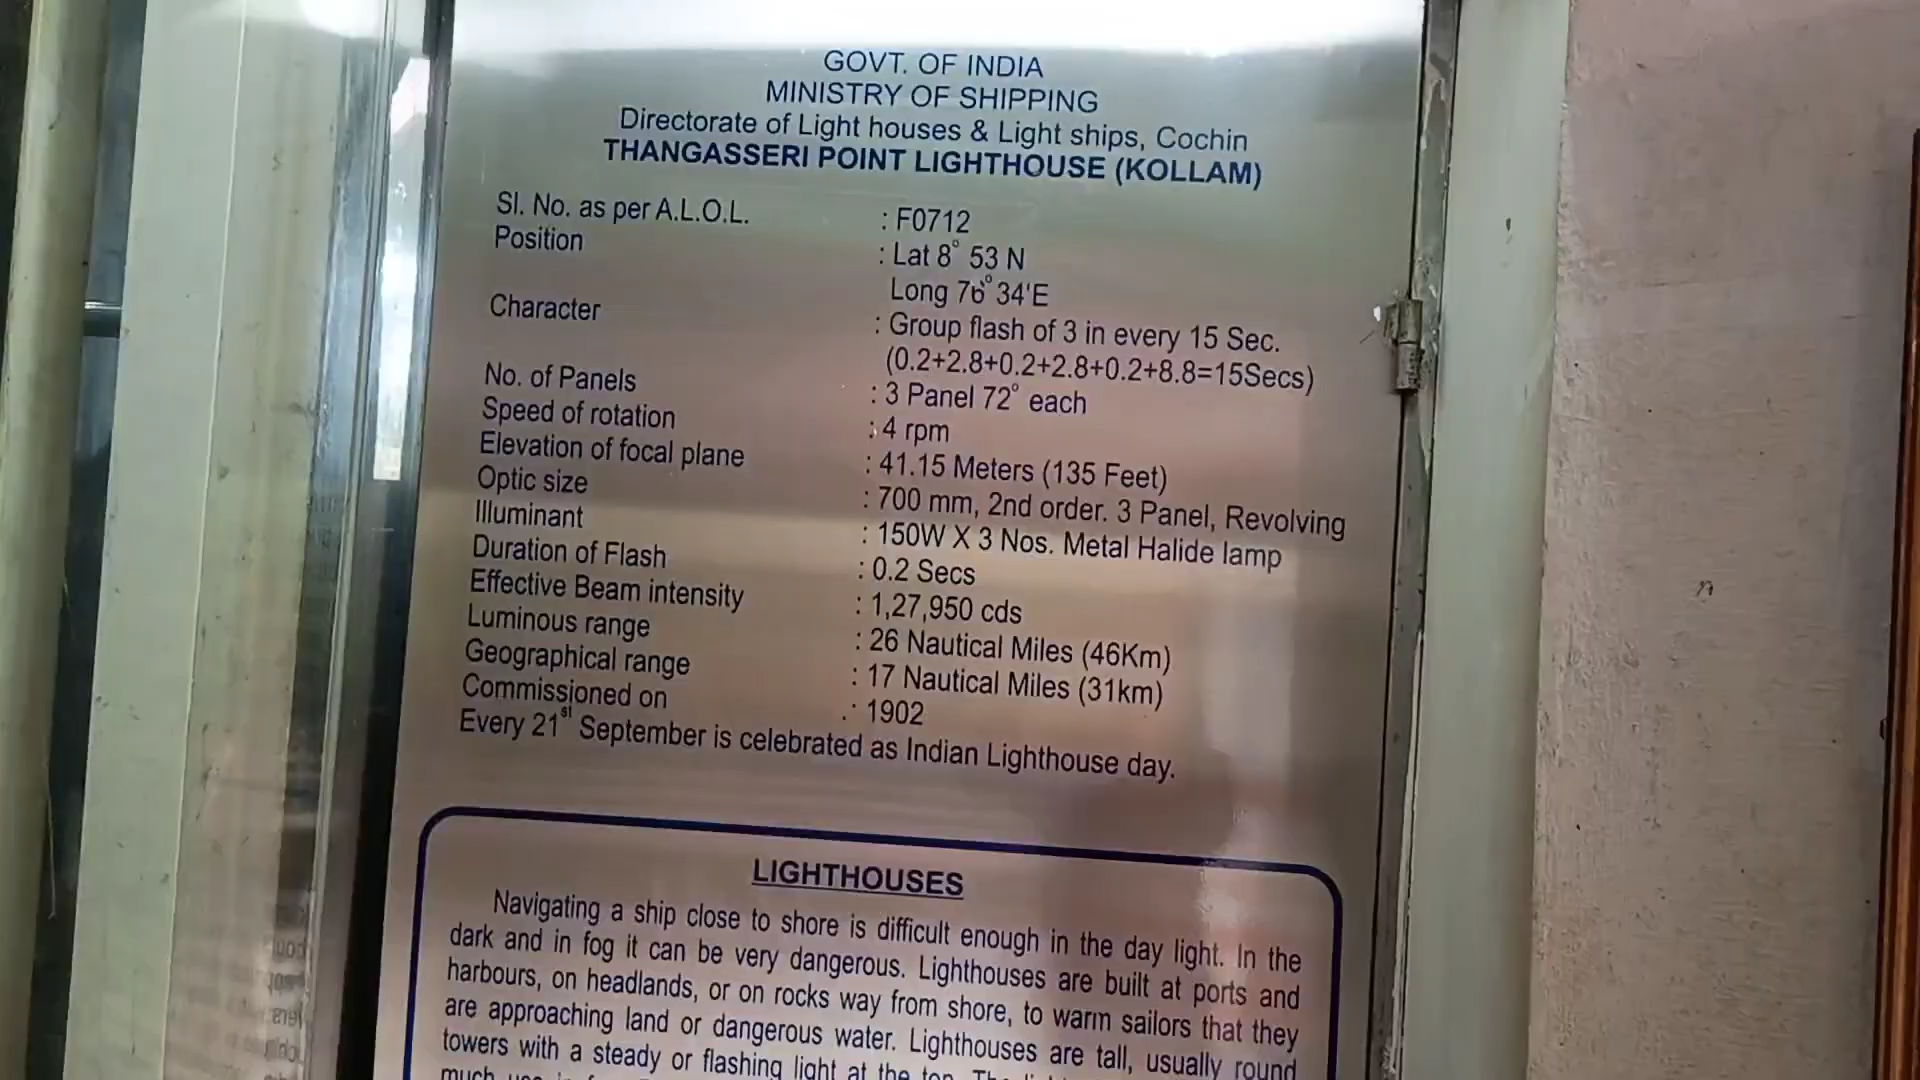 GOVT. OF INDIA
MINISTRY OF SHIPPING
Directorate of Light houses & Light ships, Cochin
THANGASSERI POINT LIGHTHOUSE (KOLLAM)
Sl. No. as per A.L.O.L. : F0712
Position : Lat 8° 53 N
Long 76° 34'E
Character : Group flash of 3 in every 15 Sec.
(0.2+2.8+0.2+2.8+0.2+8.8=15Secs)
No. of Panels : 3 Panel 72° each
Speed of rotation : 4 rpm
Elevation of focal plane : 41.15 Meters (135 Feet)
Optic size : 700 mm, 2nd order. 3 Panel, Revolving
Illuminant : 150W X 3 Nos. Metal Halide lamp
Duration of Flash : 0.2 Secs
Effective Beam intensity : 1,27,950 cds
Luminous range : 26 Nautical Miles (46Km)
Geographical range : 17 Nautical Miles (31km)
Commissioned on : 1902
Every 21st September is celebrated as Indian Lighthouse day.
LIGHTHOUSES
Navigating a ship close to shore is difficult enough in the day light. In the
dark and in fog it can be very dangerous. Lighthouses are built at ports and
harbours, on headlands, or on rocks way from shore, to warm sailors that they
are approaching land or dangerous water. Lighthouses are tall, usually round
towers with a steady or flashing light at the top.
much